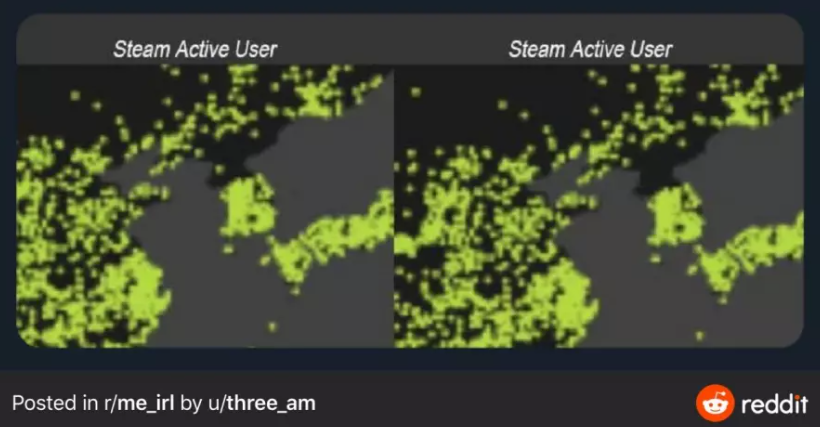 Steam Active User
Steam Active User
Posted in r/me_irl by u/three_am
reddit